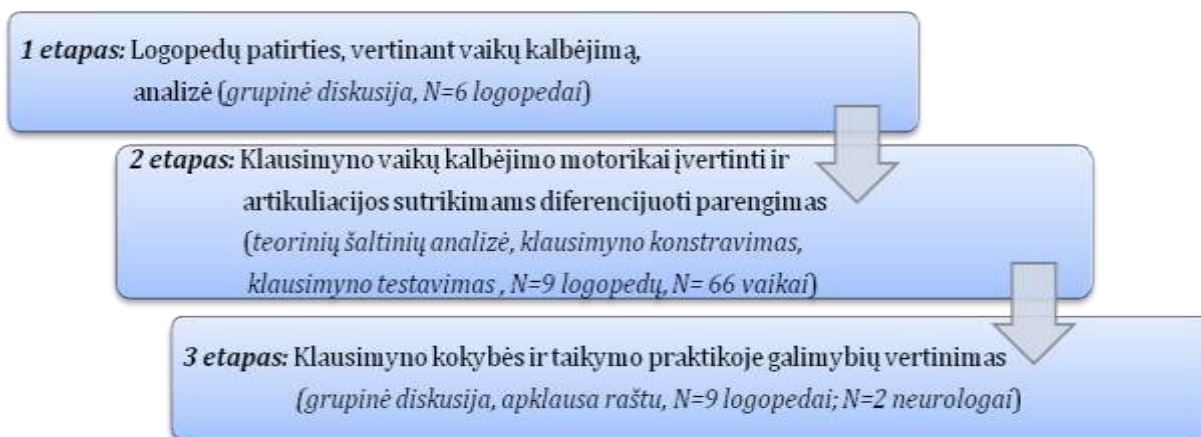 1 etapas: Logopedų patirties, vertinant vaikų kalbėjimą,
analizė (grupinė diskusija, N=6 logopedai)
2 etapas: Klausimyno vaikų kalbėjimo motorikai įvertinti ir
artikuliacijos sutrikimams diferencijuoti parengimas
(teorinių šaltinių analizė, klausimyno konstravimas,
klausimyno testavimas , N=9 logopedų, N= 66 vaikai)
3 etapas: Klausimyno kokybės ir taikymo praktikoje galimybių vertinimas
(grupinė diskusija, apklausa raštu, N=9 logopedai; N=2 neurologai)